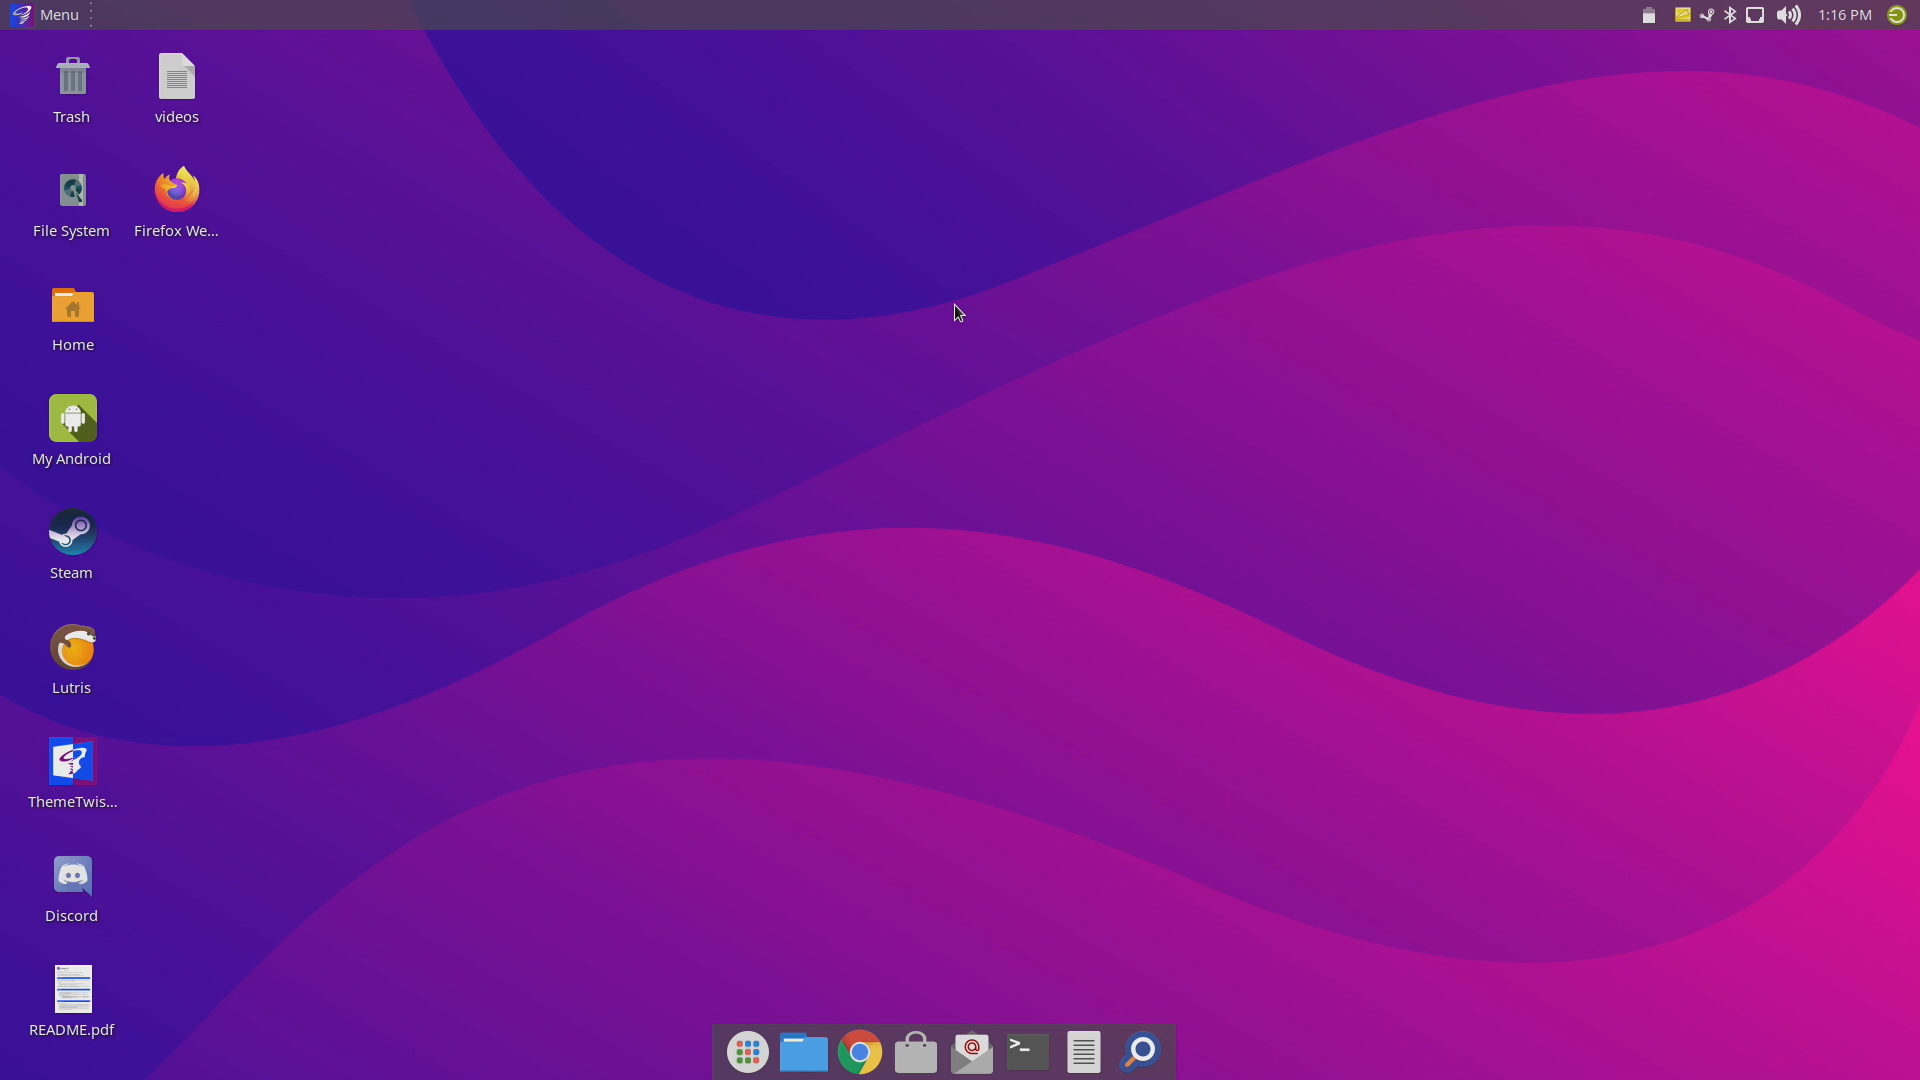 Menu
1:16 PM
Trash
videos
File System
Firefox We...
Home
My Android
Steam
Lutris
ThemeTwis...
Discord
README.pdf
>_
@